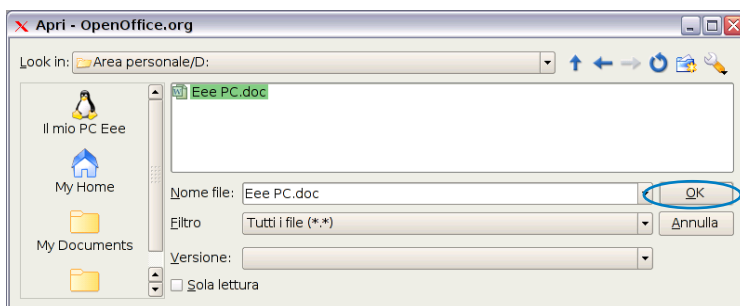 Apri - OpenOffice.org
Look in: Area personale/D:
Il mio PC Eee
My Home
My Documents
Eee PC.doc
Nome file: Eee PC.doc OK
Filtro Tutti i file (*.*) Annulla
Versione:
Sola lettura